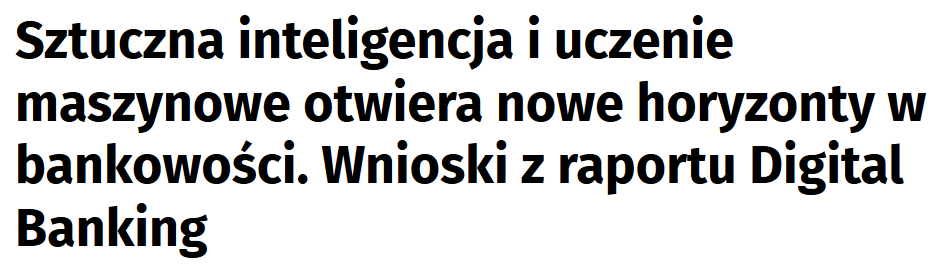 Sztuczna inteligencja i uczenie
maszynowe otwiera nowe horyzonty w
bankowości. Wnioski z raportu Digital
Banking